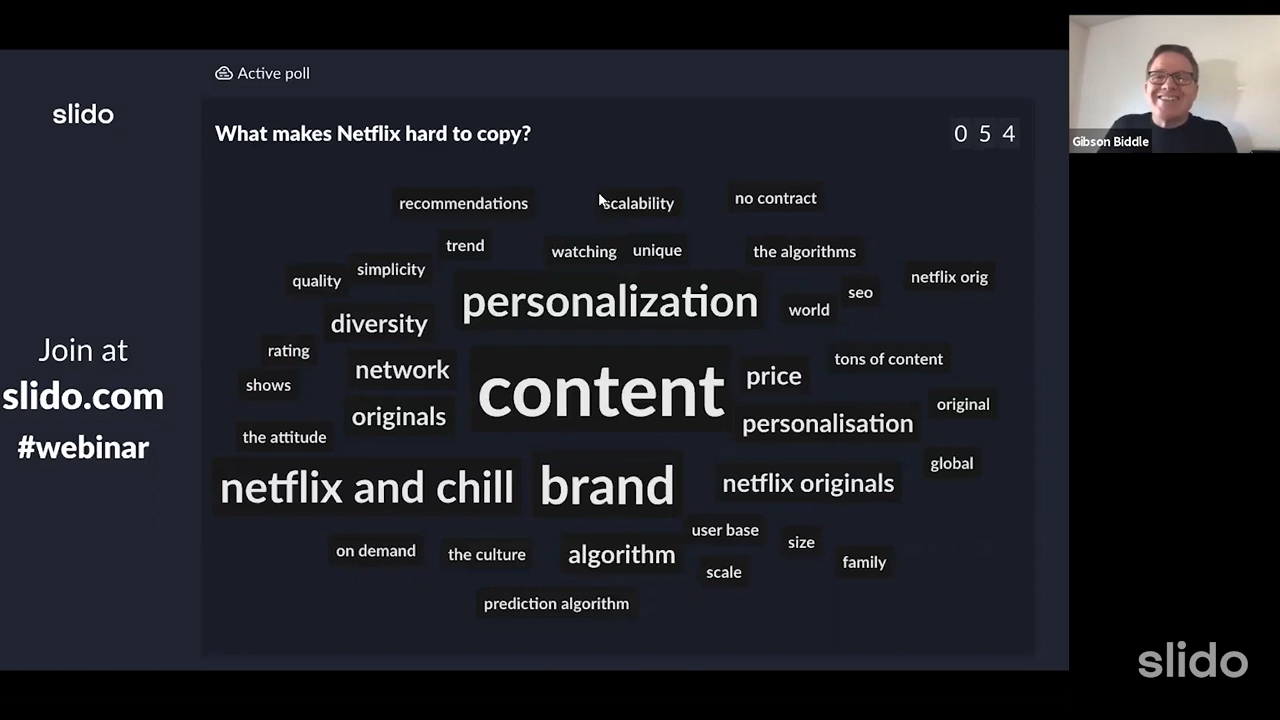 Active poll
slido
What makes Netflix hard to copy?
054
Gibson Biddle
recommendations
scalability
no contract
trend
watching
unique
the algorithms
quality
simplicity
personalization
seo
netflix orig
diversity
world
rating
network
content
price
tons of content
shows
originals
personalisation
original
the attitude
netflix and chill
brand
netflix originals
global
on demand
the culture
algorithm
user base
size
scale
family
prediction algorithm
Join at
slido.com
#webinar
slido